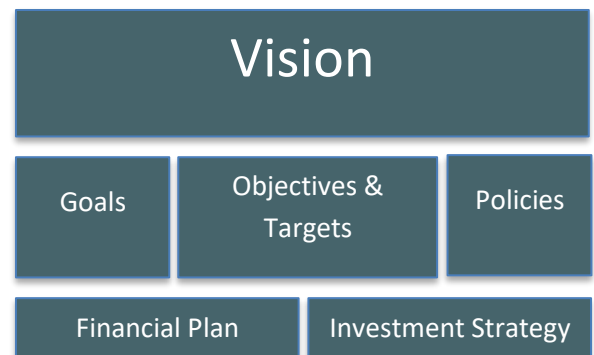 Vision
Goals
Objectives &
Targets
Policies
Financial Plan
Investment Strategy